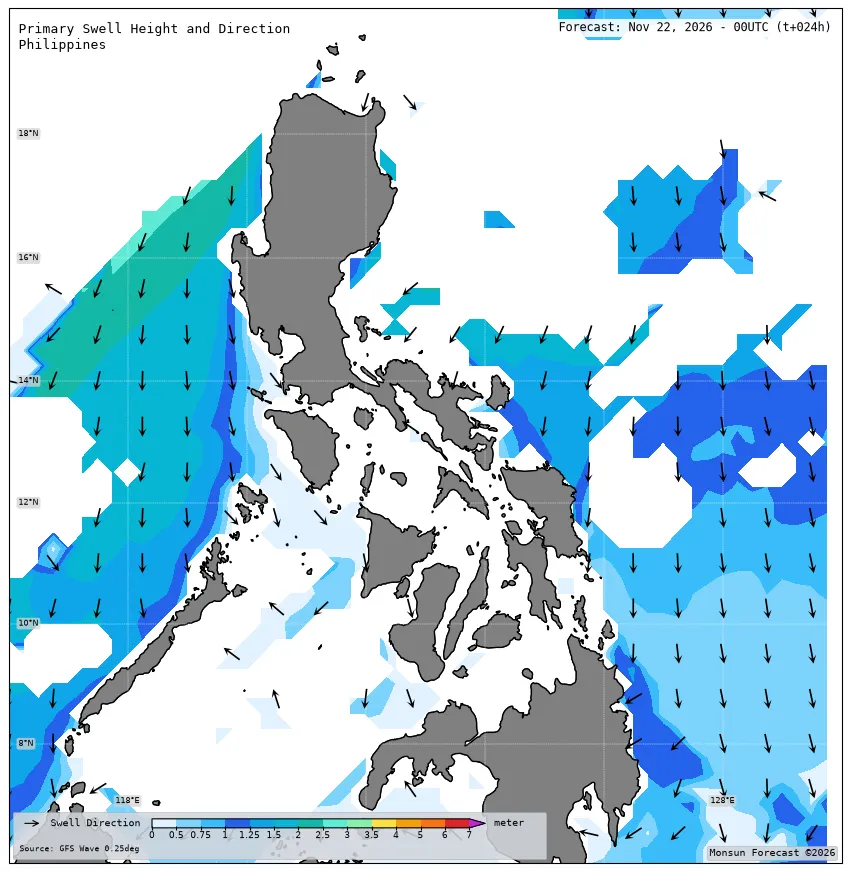 Primary Swell Height and Direction
Philippines
Forecast: Nov 22, 2026 - 00UTC (t+024h)
18°N
16°N
14°N
12°N
10°N
8°N
118°E
128°E
Swell Direction
0 0.5 0.75 1 1.25 1.5 2 2.5 3 3.5 4 5 6 7
meter
Source: GFS Wave 0.25deg
Monsun Forecast ©2026